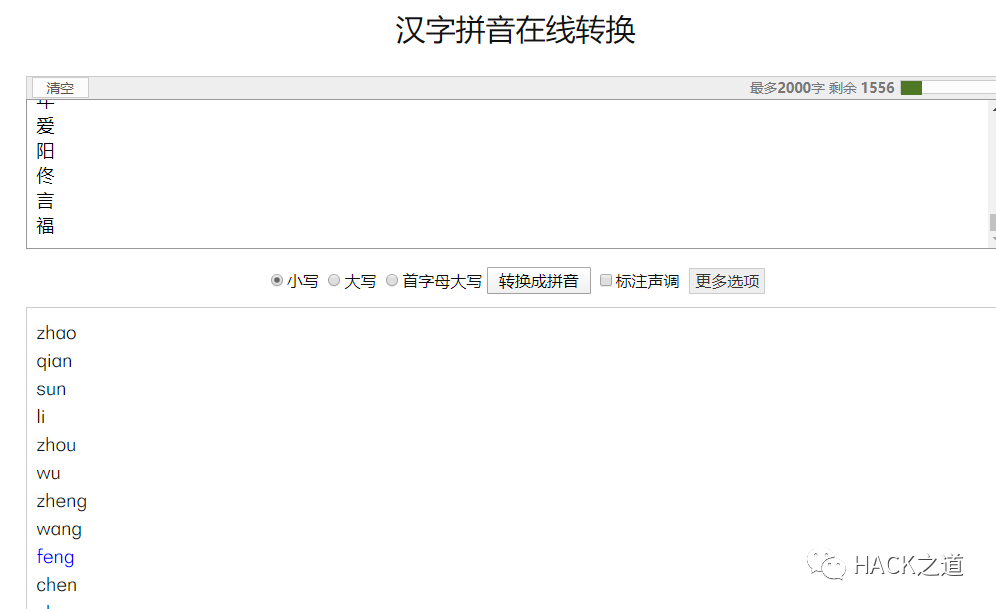 汉字拼音在线转换
清空 最多2000字 剩余 1556
爱
阳
佟
言
福
小写 大写 首字母大写 转换成拼音 标注声调 更多选项
zhao
qian
sun
li
zhou
wu
zheng
wang
feng
chen
HACK之道